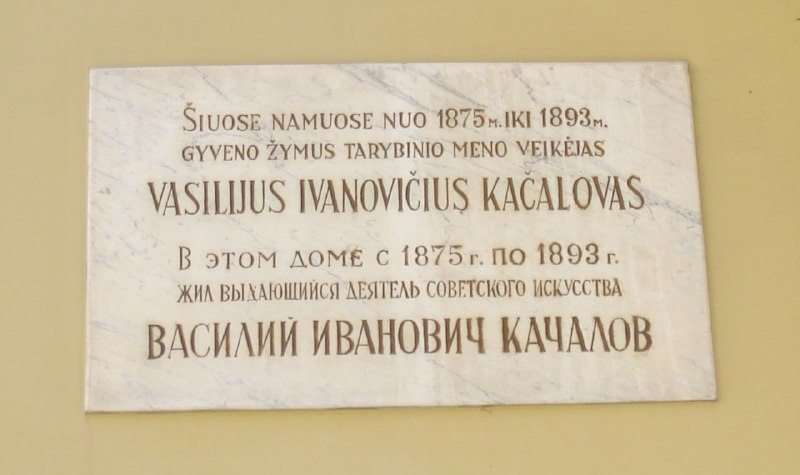 ŠIUOSE NAMUOSE NUO 1875 M. IKI 1893 M.
GYVENO ŽYMUS TARYBINIO MENO VEIKĖJAS
VASILIJUS IVANOVIČIUS KAČALOVAS
В ЭТОМ ДОМЕ С 1875 г. ПО 1893 г.
ЖИЛ ВЫДАЮЩИЙСЯ ДЕЯТЕЛЬ СОВЕТСКОГО ИСКУССТВА
ВАСИЛИЙ ИВАНОВИЧ КАЧАЛОВ